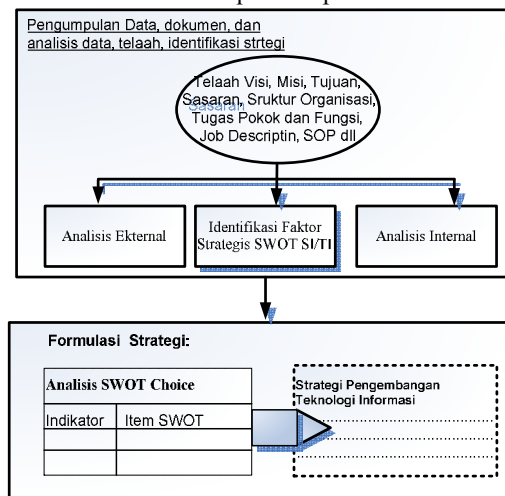 Pengumpulan Data, dokumen, dan
analisis data, telaah, identifikasi strtegi
Telaah Visi, Misi, Tujuan,
Sasaran, Sruktur Organisasi,
Sasaran
Tugas Pokok dan Fungsi,
Job Descriptin, SOP dll
Analisis Ekternal
Identifikasi Faktor
Strategis SWOT SI/TI
Analisis Internal
Formulasi Strategi:
Analisis SWOT Choice
Indikator
Item SWOT
Strategi Pengembangan
Teknologi Informasi